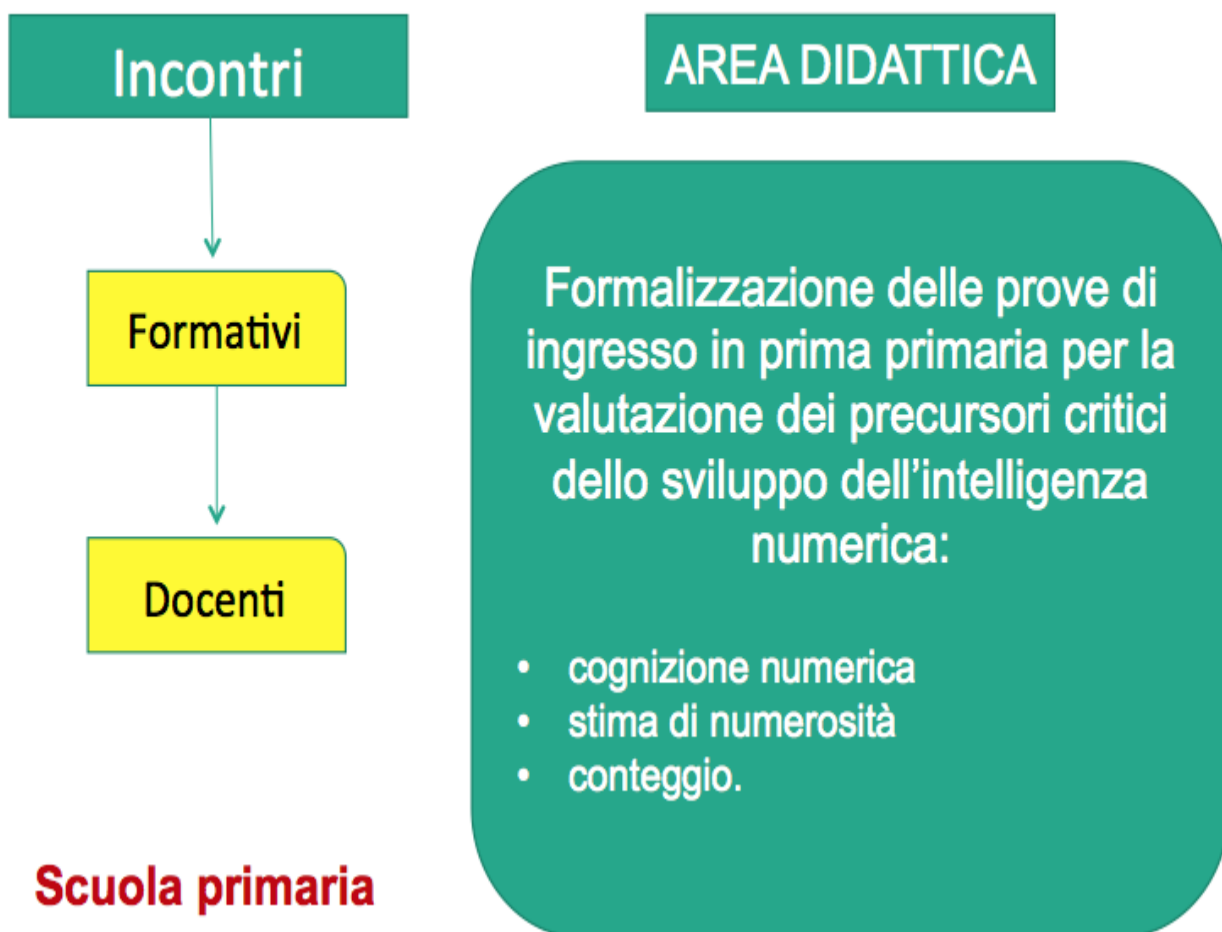 Incontri
Formativi
Docenti
Scuola primaria
AREA DIDATTICA
Formalizzazione delle prove di
ingresso in prima primaria per la
valutazione dei precursori critici
dello sviluppo dell’intelligenza
numerica:
• cognizione numerica
• stima di numerosità
• conteggio.